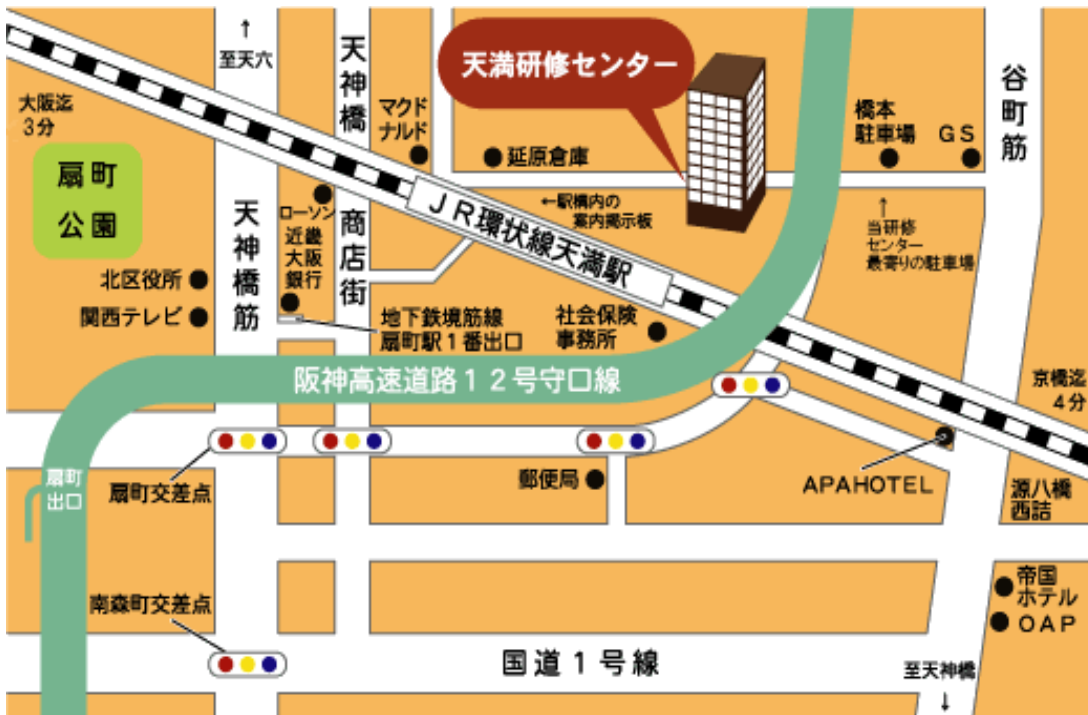 ↑
至天六
天神橋
天満研修センター
谷町筋
大阪迄
3分
マクド
ナルド
橋本
駐車場
GS
延原倉庫
扇町
公園
天神橋筋
ローソン
近畿
大阪
銀行
商店街
JR環状線天満駅
←駅構内の
案内掲示板
↑
当研修
センター
最寄りの駐車場
北区役所
関西テレビ
地下鉄境筋線
扇町駅1番出口
社会保険
事務所
阪神高速道路12号守口線
京橋迄
4分
扇町
出口
扇町交差点
郵便局
APAHOTEL
源八橋
西詰
帝国
ホテル
OAP
南森町交差点
国道1号線
至天神橋
↓